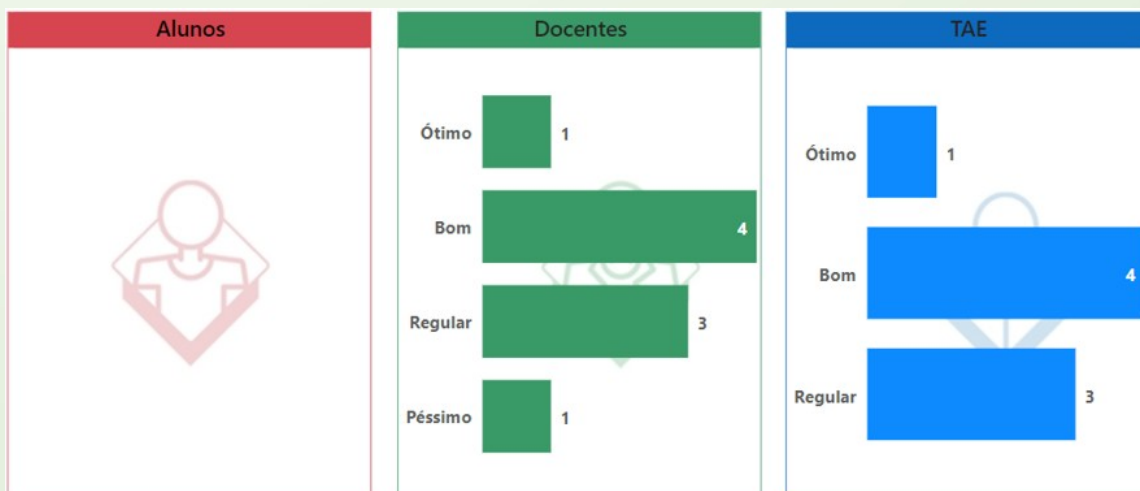 Alunos
Docentes
Ótimo 1
Bom 4
Regular 3
Péssimo 1
TAE
Ótimo 1
Bom 4
Regular 3